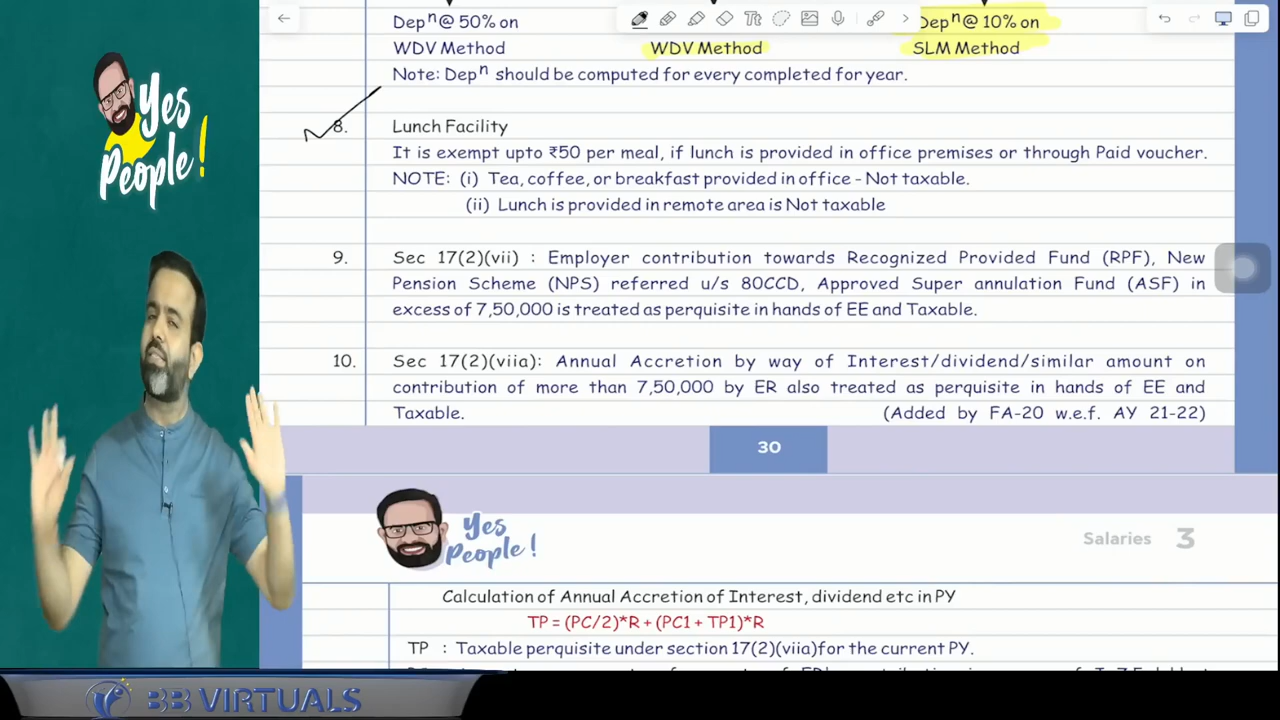 Yes
People !
Depⁿ @ 50% on
WDV Method
WDV Method
Depⁿ @ 10% on
SLM Method
Note: Depⁿ should be computed for every completed for year.
8. Lunch Facility
It is exempt upto ₹50 per meal, if lunch is provided in office premises or through Paid voucher.
NOTE: (i) Tea, coffee, or breakfast provided in office - Not taxable.
(ii) Lunch is provided in remote area is Not taxable
9. Sec 17(2)(vii) : Employer contribution towards Recognized Provided Fund (RPF), New
Pension Scheme (NPS) referred u/s 80CCD, Approved Super annulation Fund (ASF) in
excess of 7,50,000 is treated as perquisite in hands of EE and Taxable.
10. Sec 17(2)(viia): Annual Accretion by way of Interest/dividend/similar amount on
contribution of more than 7,50,000 by ER also treated as perquisite in hands of EE and
Taxable. (Added by FA-20 w.e.f. AY 21-22)
30
Yes
People !
Salaries 3
Calculation of Annual Accretion of Interest, dividend etc in PY
TP = (PC/2)*R + (PC1 + TP1)*R
TP : Taxable perquisite under section 17(2)(viia)for the current PY.
BB VIRTUALS